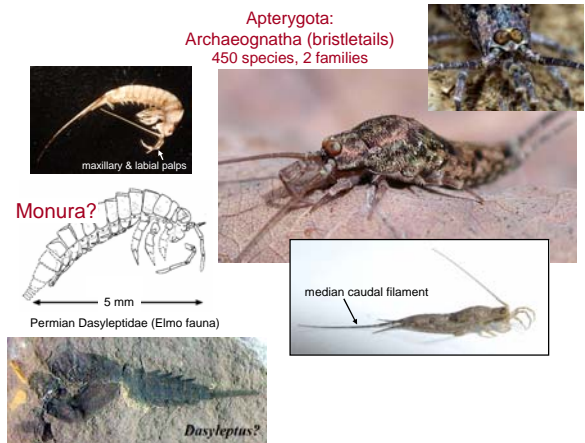 Apterygota:
Archaeognatha (bristletails)
450 species, 2 families
maxillary & labial palps
Monura?
5 mm
Permian Dasyleptidae (Elmo fauna)
median caudal filament
Dasyleptus?